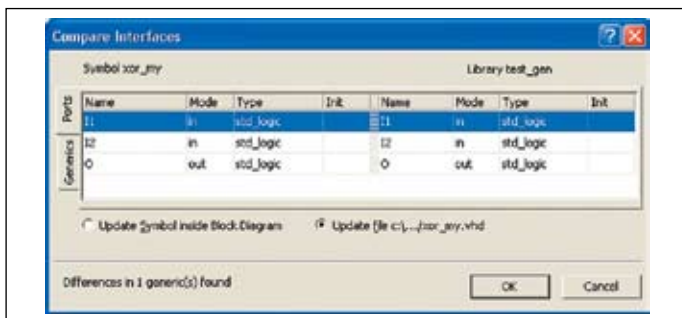 Compare Interfaces
Symbol xor_my Library test_gen
Ports
Generics
Name Mode Type Init Name Mode Type Init
I1 in std_logic I1 in std_logic
I2 in std_logic I2 in std_logic
O out std_logic O out std_logic
Update Symbol inside Block Diagram Update file c:\.../xor_my.vhd
Differences in 1 generic(s) found OK Cancel